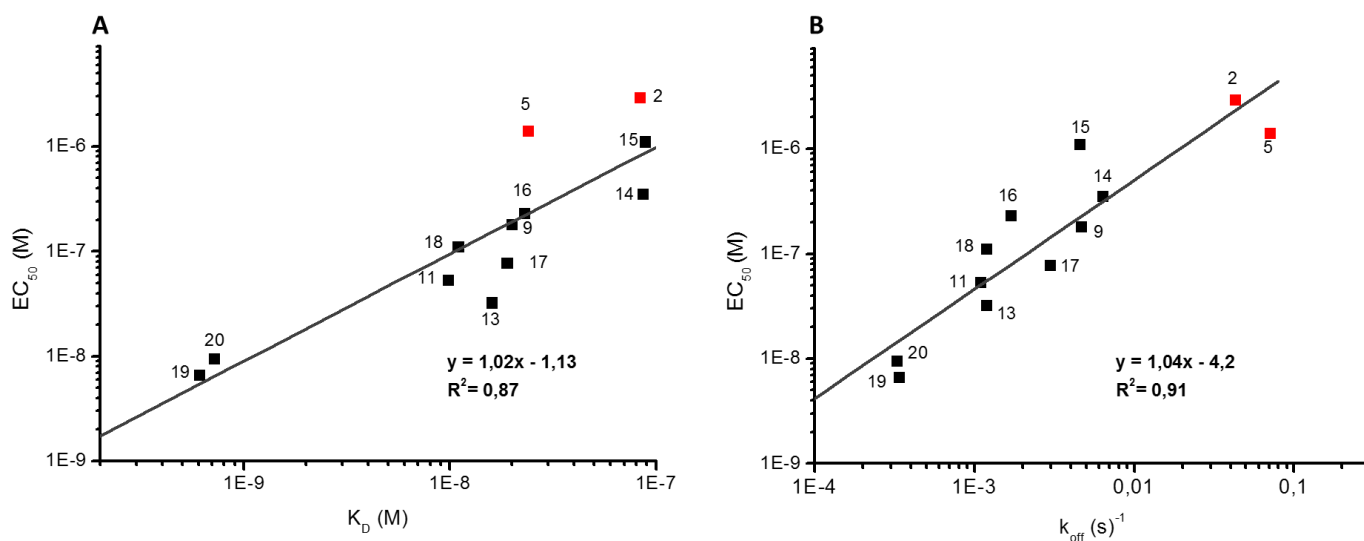 A
1E-6
1E-7
1E-8
1E-9
EC50 (M)
5
2
15
14
16
9
18
17
11
13
20
19
y = 1,02x - 1,13
R²= 0,87
1E-9
1E-8
1E-7
KD (M)
B
1E-6
1E-7
1E-8
1E-9
EC50 (M)
2
5
15
14
16
9
18
17
11
13
20
19
y = 1,04x - 4,2
R²= 0,91
1E-4
1E-3
0,01
0,1
koff (s)-1